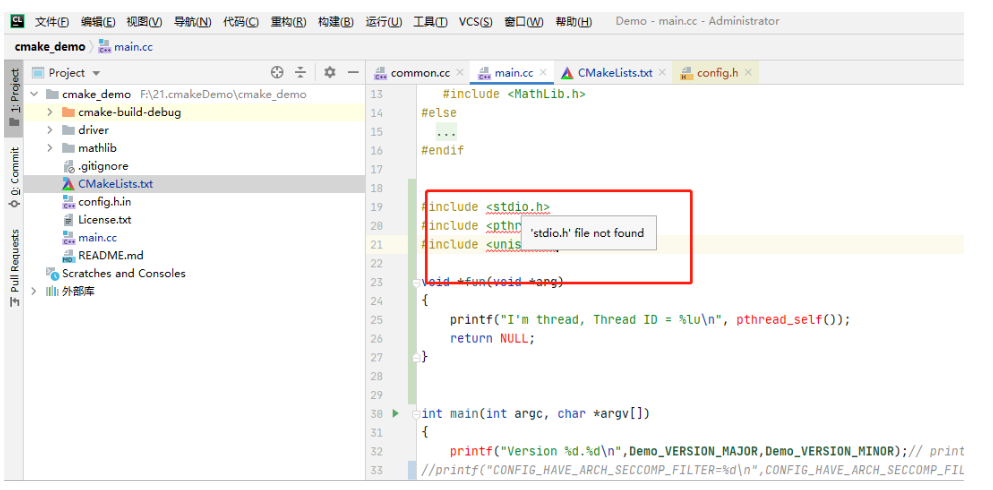 CL 文件(F) 编辑(E) 视图(V) 导航(N) 代码(C) 重构(R) 构建(B) 运行(U) 工具(T) VCS(S) 窗口(W) 帮助(H) Demo - main.cc - Administrator
cmake_demo main.cc
Project common.cc main.cc CMakeLists.txt config.h
1: Project
0: Commit
Pull Requests
cmake_demo F:\21.cmakeDemo\cmake_demo
cmake-build-debug
driver
mathlib
.gitignore
CMakeLists.txt
config.h.in
License.txt
main.cc
README.md
Scratches and Consoles
外部库
13 #include <MathLib.h>
14 #else
15 ...
16 #endif
17
18
19 #include <stdio.h>
20 #include <pthr
'stdio.h' file not found
21 #include <unis
22
23 void *fun(void *arg)
24 {
25 printf("I'm thread, Thread ID = %lu\n", pthread_self());
26 return NULL;
27 }
28
29
30 int main(int argc, char *argv[])
31 {
32 printf("Version %d.%d\n",Demo_VERSION_MAJOR,Demo_VERSION_MINOR);// print
33 //printf("CONFIG_HAVE_ARCH_SECCOMP_FILTER=%d\n",CONFIG_HAVE_ARCH_SECCOMP_FIL